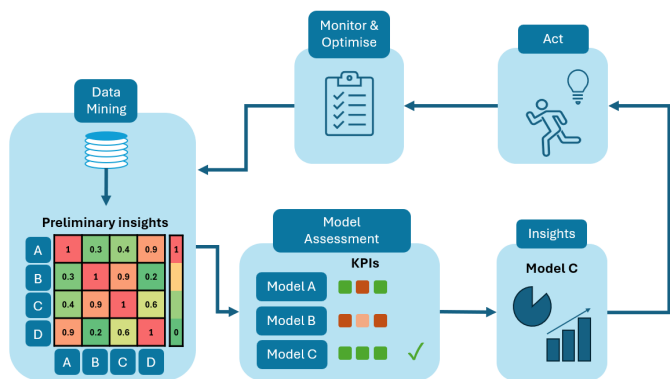 Monitor &
Optimise
Act
Data
Mining
Preliminary insights
A 1 0.3 0.4 0.9 1
B 0.3 1 0.9 0.2
C 0.4 0.9 1 0.6
D 0.9 0.2 0.6 1 0
A B C D
Model
Assessment
KPIs
Model A
Model B
Model C
Insights
Model C